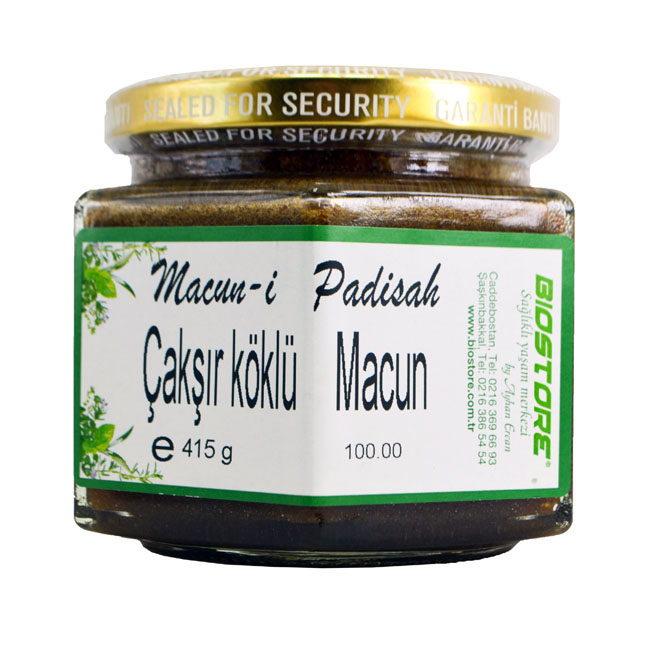 SEALED FOR SECURITY GARANTİ BANTI
SEALED FOR SECURITY GARANTİ BANTI
Macun-i Padisah
Çakşır köklü Macun
e 415 g
100.00
BIOSTORE®
Sağlıklı yaşam merkezi
by Ayhan Ercan
®
Caddebostan, Tel: 0216 369 66 93
Şaşkınbakkal, Tel: 0216 386 54 54
www.biostore.com.tr